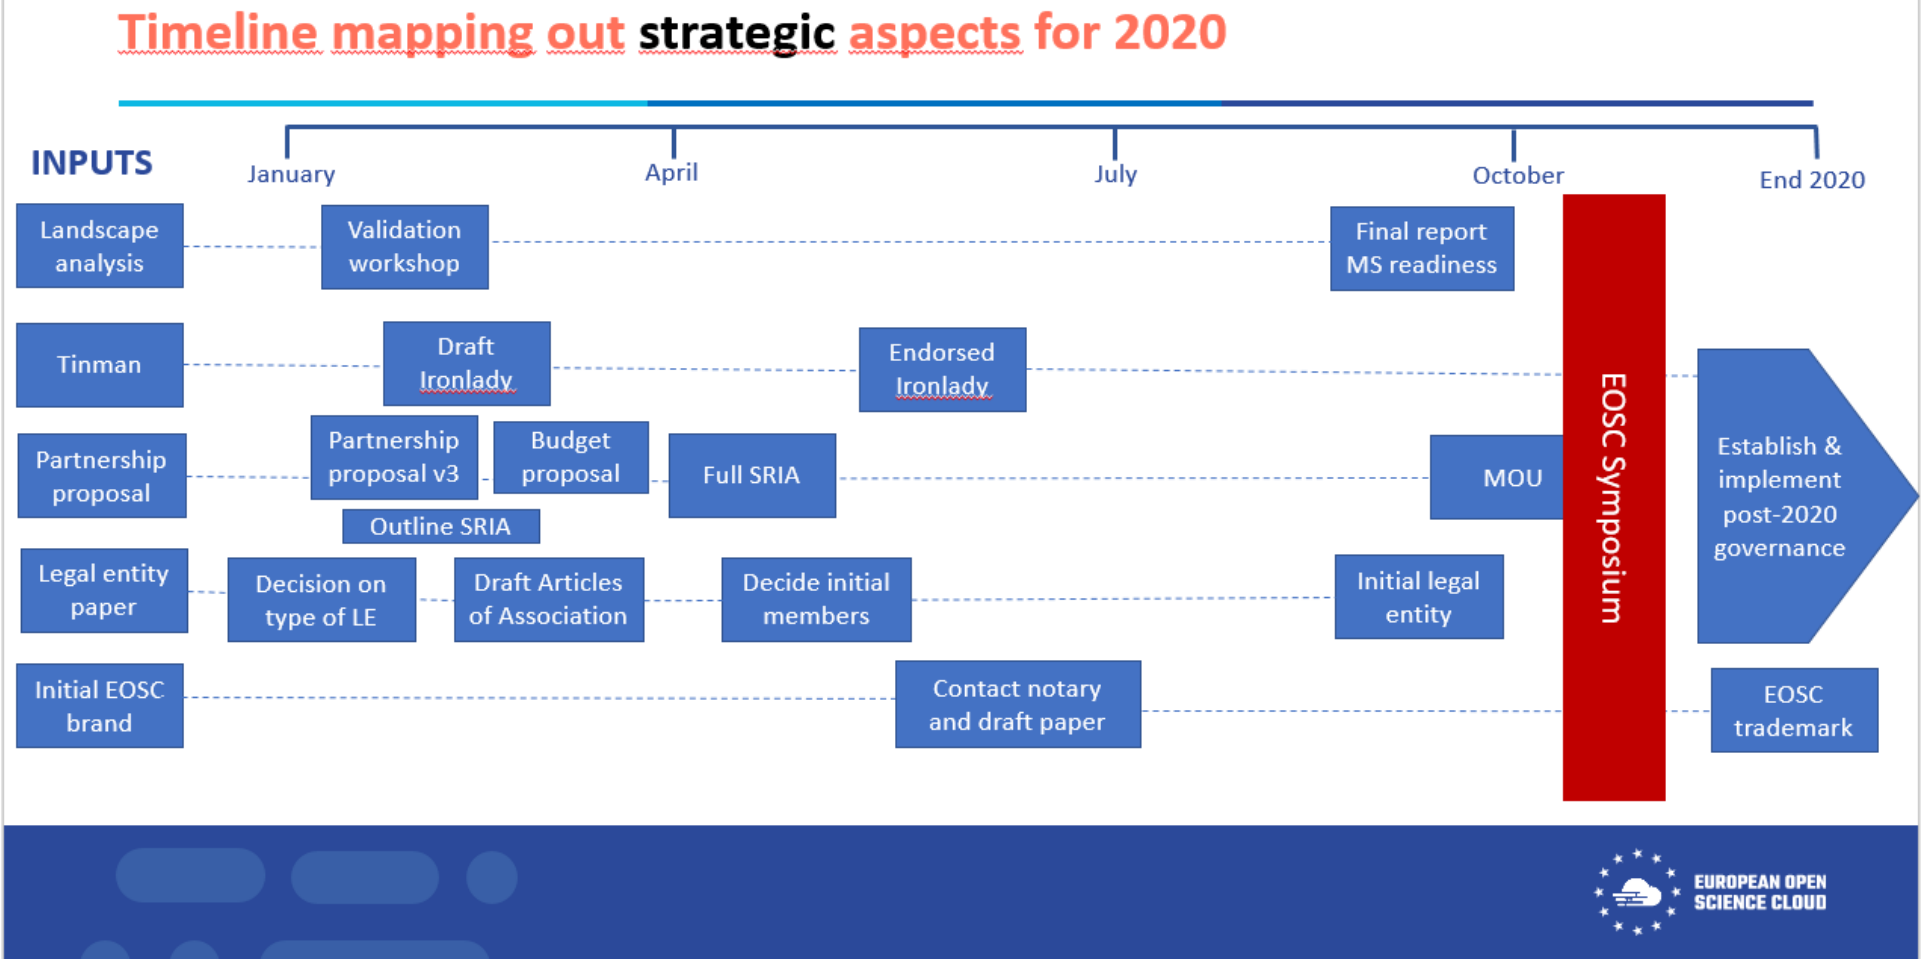 Timeline mapping out strategic aspects for 2020
INPUTS
January
April
July
October
End 2020
Landscape
analysis
Validation
workshop
Final report
MS readiness
Tinman
Draft
Ironlady
Endorsed
Ironlady
Partnership
proposal
Partnership
proposal v3
Budget
proposal
Full SRIA
MOU
Outline SRIA
Legal entity
paper
Decision on
type of LE
Draft Articles
of Association
Decide initial
members
Initial legal
entity
Initial EOSC
brand
Contact notary
and draft paper
EOSC Symposium
Establish &
implement
post-2020
governance
EOSC
trademark
EUROPEAN OPEN
SCIENCE CLOUD